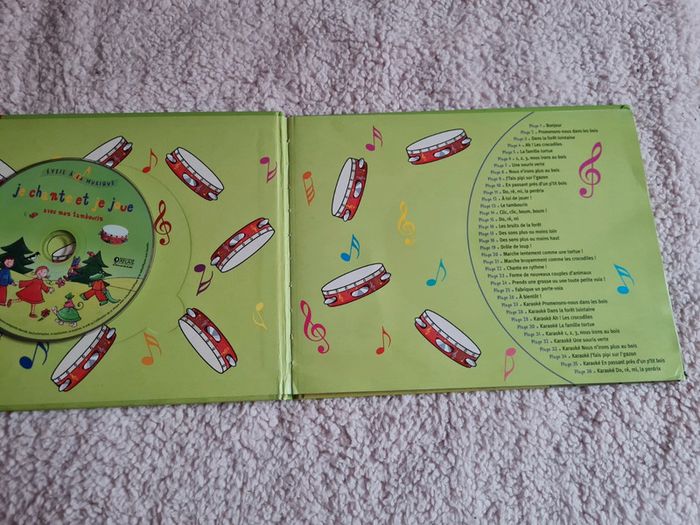 ÉVEIL À LA MUSIQUE
je chante et je joue
avec mon tambourin
Plage 1 • Bonjour
Plage 2 • Promenons-nous dans les bois
Plage 3 • Dans la forêt lointaine
Plage 4 • Ah ! Les crocodiles
Plage 5 • La famille tortue
Plage 6 • 1, 2, 3, nous irons au bois
Plage 7 • Une souris verte
Plage 8 • Nous n'irons plus au bois
Plage 9 • J'fais pipi sur l'gazon
Plage 10 • En passant près d'un p'tit bois
Plage 11 • Do, ré, mi, la perdrix
Plage 12 • À toi de jouer !
Plage 13 • Le tambourin
Plage 14 • Clic, clic, boum, boum !
Plage 15 • Do, ré, mi
Plage 16 • Les bruits de la forêt
Plage 17 • Des sons plus ou moins loin
Plage 18 • Des sons plus ou moins haut
Plage 19 • Drôle de loup !
Plage 20 • Marche lentement comme une tortue !
Plage 21 • Marche bruyamment comme les crocodiles !
Plage 22 • Chante en rythme !
Plage 23 • Forme de nouveaux couples d'animaux
Plage 24 • Prends une grosse ou une toute petite voix !
Plage 25 • Fabrique un porte-voix
Plage 26 • À bientôt !
Plage 27 • Karaoké Promenons-nous dans les bois
Plage 28 • Karaoké Dans la forêt lointaine
Plage 29 • Karaoké Ah ! Les crocodiles
Plage 30 • Karaoké La famille tortue
Plage 31 • Karaoké 1, 2, 3, nous irons au bois
Plage 32 • Karaoké Une souris verte
Plage 33 • Karaoké Nous n'irons plus au bois
Plage 34 • Karaoké J'fais pipi sur l'gazon
Plage 35 • Karaoké En passant près d'un p'tit bois
Plage 36 • Karaoké Do, ré, mi, la perdrix